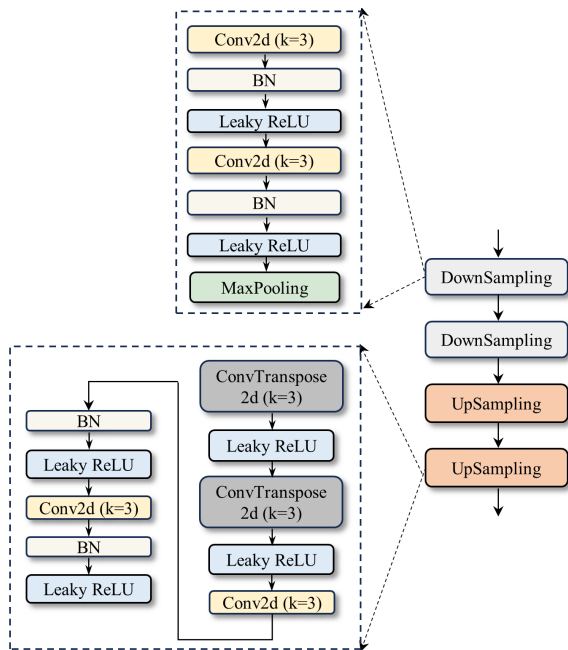 Conv2d (k=3)
BN
Leaky ReLU
Conv2d (k=3)
BN
Leaky ReLU
MaxPooling
DownSampling
DownSampling
UpSampling
UpSampling
ConvTranspose
2d (k=3)
Leaky ReLU
ConvTranspose
2d (k=3)
Leaky ReLU
Conv2d (k=3)
BN
Leaky ReLU
Conv2d (k=3)
BN
Leaky ReLU